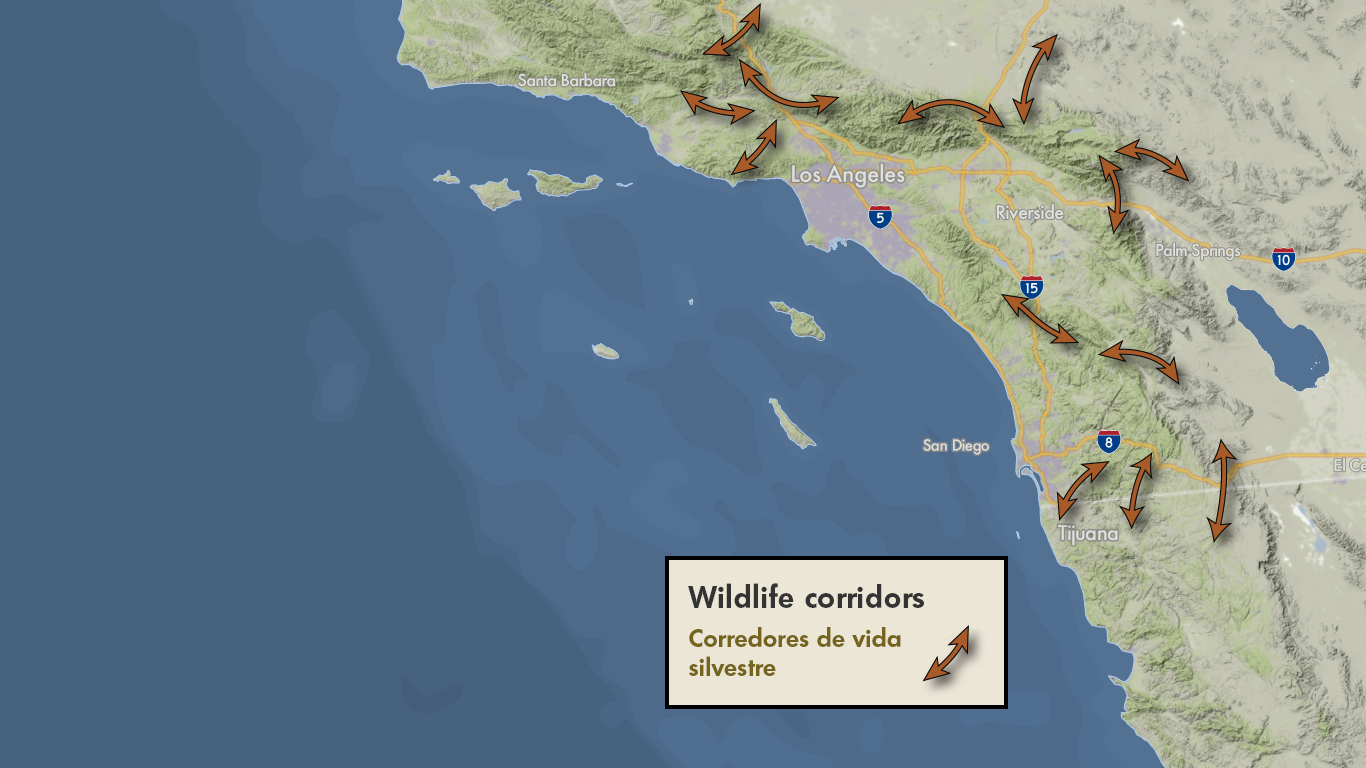 Santa Barbara
Los Angeles
5
Riverside
Palm Springs
10
15
San Diego
8
El Ce
Tijuana
Wildlife corridors
Corredores de vida
silvestre